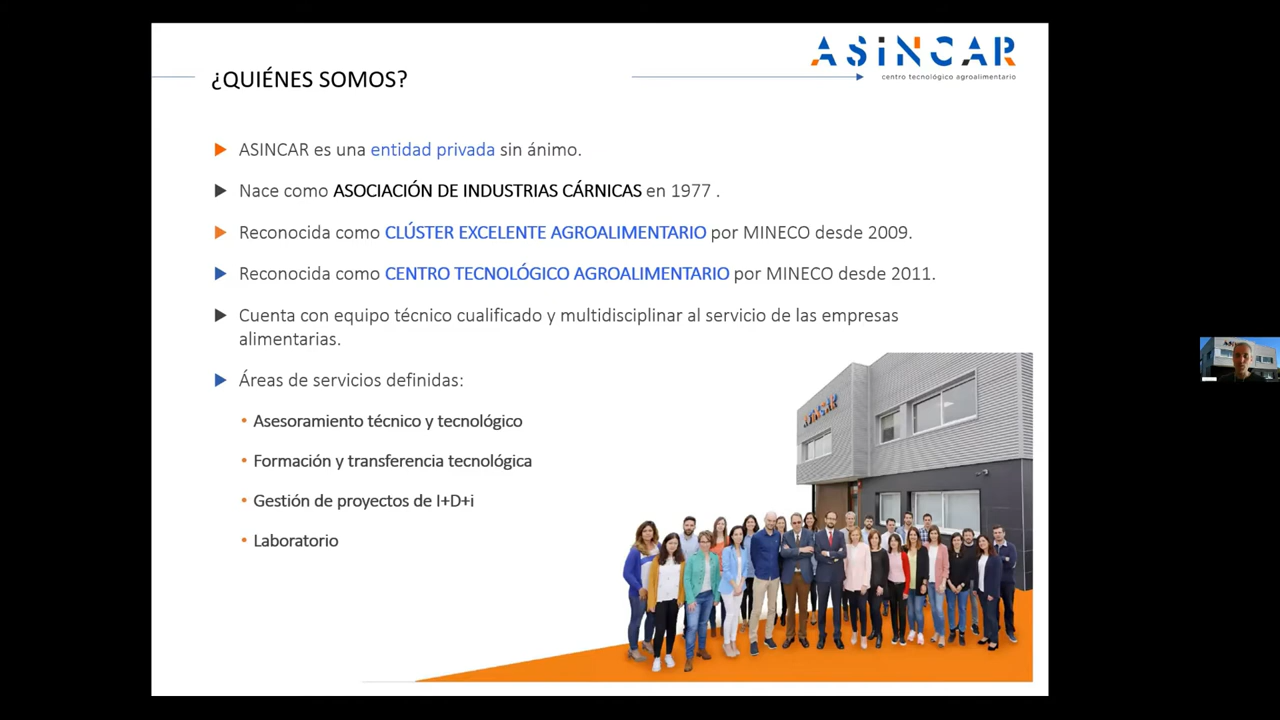 ASiNCAR
centro tecnológico agroalimentario
¿QUIÉNES SOMOS?
ASINCAR es una entidad privada sin ánimo.
Nace como ASOCIACIÓN DE INDUSTRIAS CÁRNICAS en 1977 .
Reconocida como CLÚSTER EXCELENTE AGROALIMENTARIO por MINECO desde 2009.
Reconocida como CENTRO TECNOLÓGICO AGROALIMENTARIO por MINECO desde 2011.
Cuenta con equipo técnico cualificado y multidisciplinar al servicio de las empresas
alimentarias.
Áreas de servicios definidas:
• Asesoramiento técnico y tecnológico
• Formación y transferencia tecnológica
• Gestión de proyectos de I+D+i
• Laboratorio
ASiNCAR